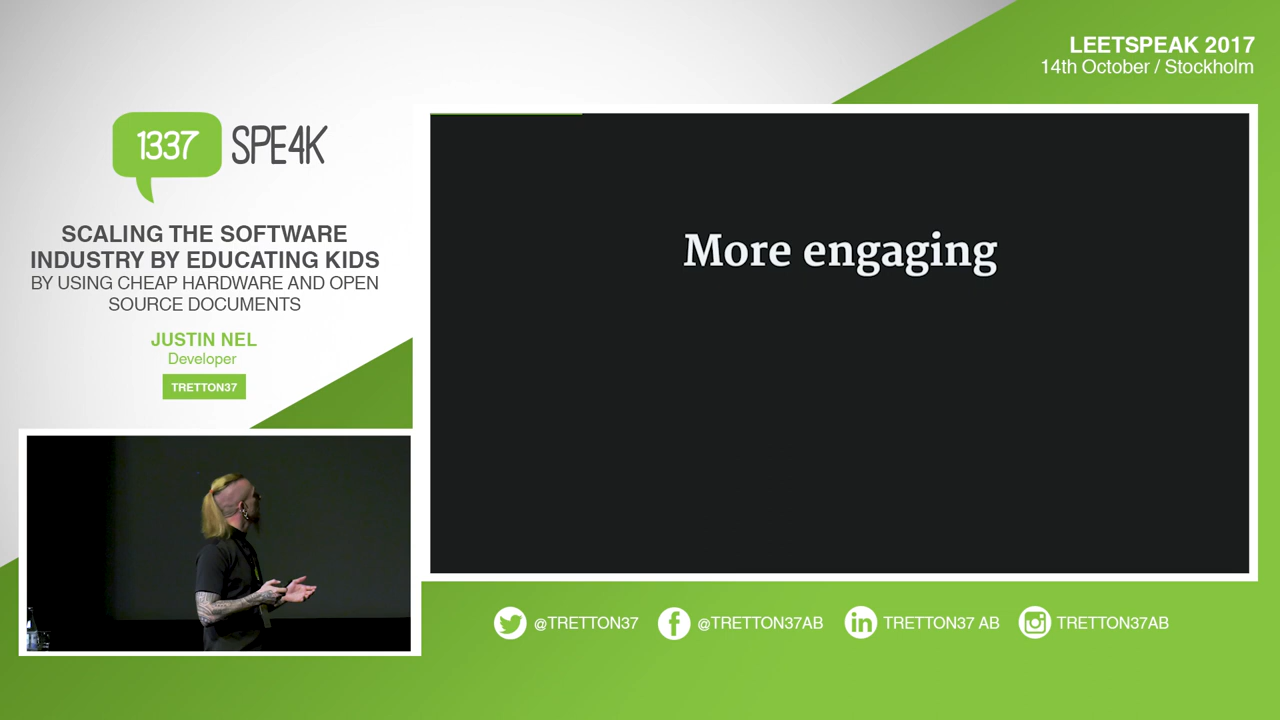 LEETSPEAK 2017
14th October / Stockholm
1337 SPE4K
SCALING THE SOFTWARE
INDUSTRY BY EDUCATING KIDS
BY USING CHEAP HARDWARE AND OPEN
SOURCE DOCUMENTS
JUSTIN NEL
Developer
TRETTON37
More engaging
@TRETTON37
@TRETTON37AB
in TRETTON37 AB
TRETTON37AB